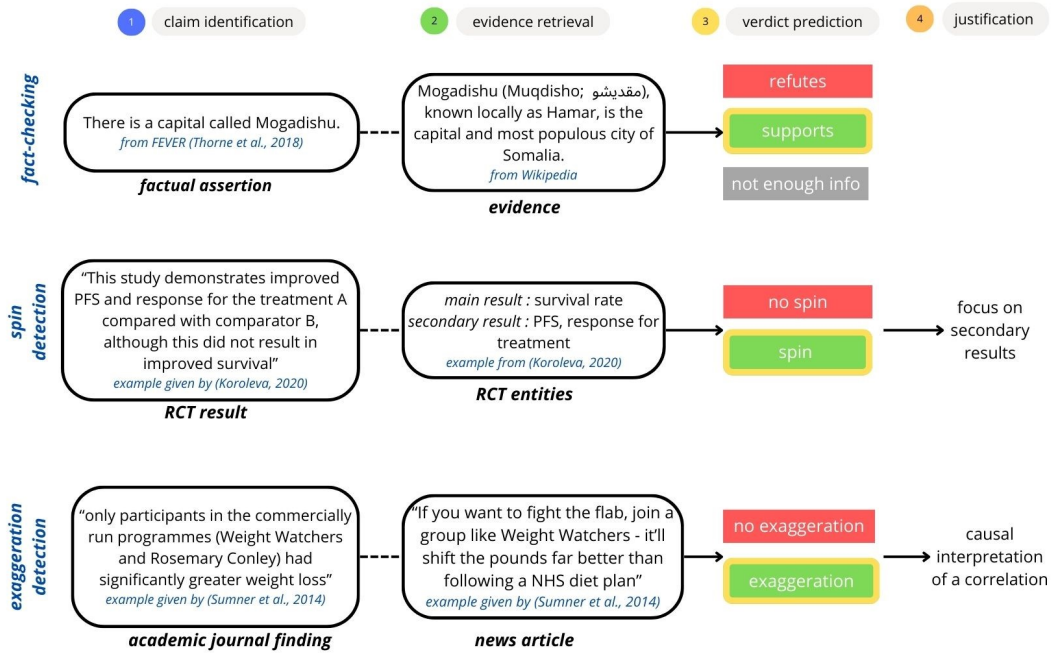 1 claim identification
2 evidence retrieval
3 verdict prediction
4 justification
fact-checking
There is a capital called Mogadishu.
from FEVER (Thorne et al., 2018)
factual assertion
Mogadishu (Muqdisho; مقديشو),
known locally as Hamar, is the
capital and most populous city of
Somalia.
from Wikipedia
evidence
refutes
supports
not enough info
spin
detection
“This study demonstrates improved
PFS and response for the treatment A
compared with comparator B,
although this did not result in
improved survival”
example given by (Koroleva, 2020)
RCT result
main result : survival rate
secondary result : PFS, response for
treatment
example from (Koroleva, 2020)
RCT entities
no spin
spin
focus on
secondary
results
exaggeration
detection
“only participants in the commercially
run programmes (Weight Watchers
and Rosemary Conley) had
significantly greater weight loss”
example given by (Sumner et al., 2014)
academic journal finding
“If you want to fight the flab, join a
group like Weight Watchers - it’ll
shift the pounds far better than
following a NHS diet plan”
example given by (Sumner et al., 2014)
news article
no exaggeration
exaggeration
causal
interpretation
of a correlation